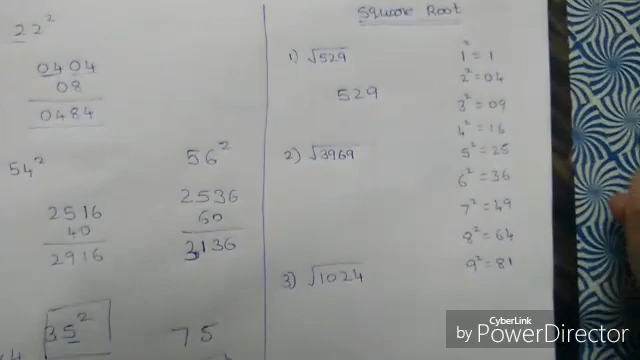 22²
0404
08
0484
54²
56²
2516
40
2916
2536
60
3136
35²
75
Square Root
1) √529
529
2) √3969
3) √1024
1² = 1
2² = 04
3² = 09
4² = 16
5² = 25
6² = 36
7² = 49
8² = 64
9² = 81
CyberLink
by PowerDirector